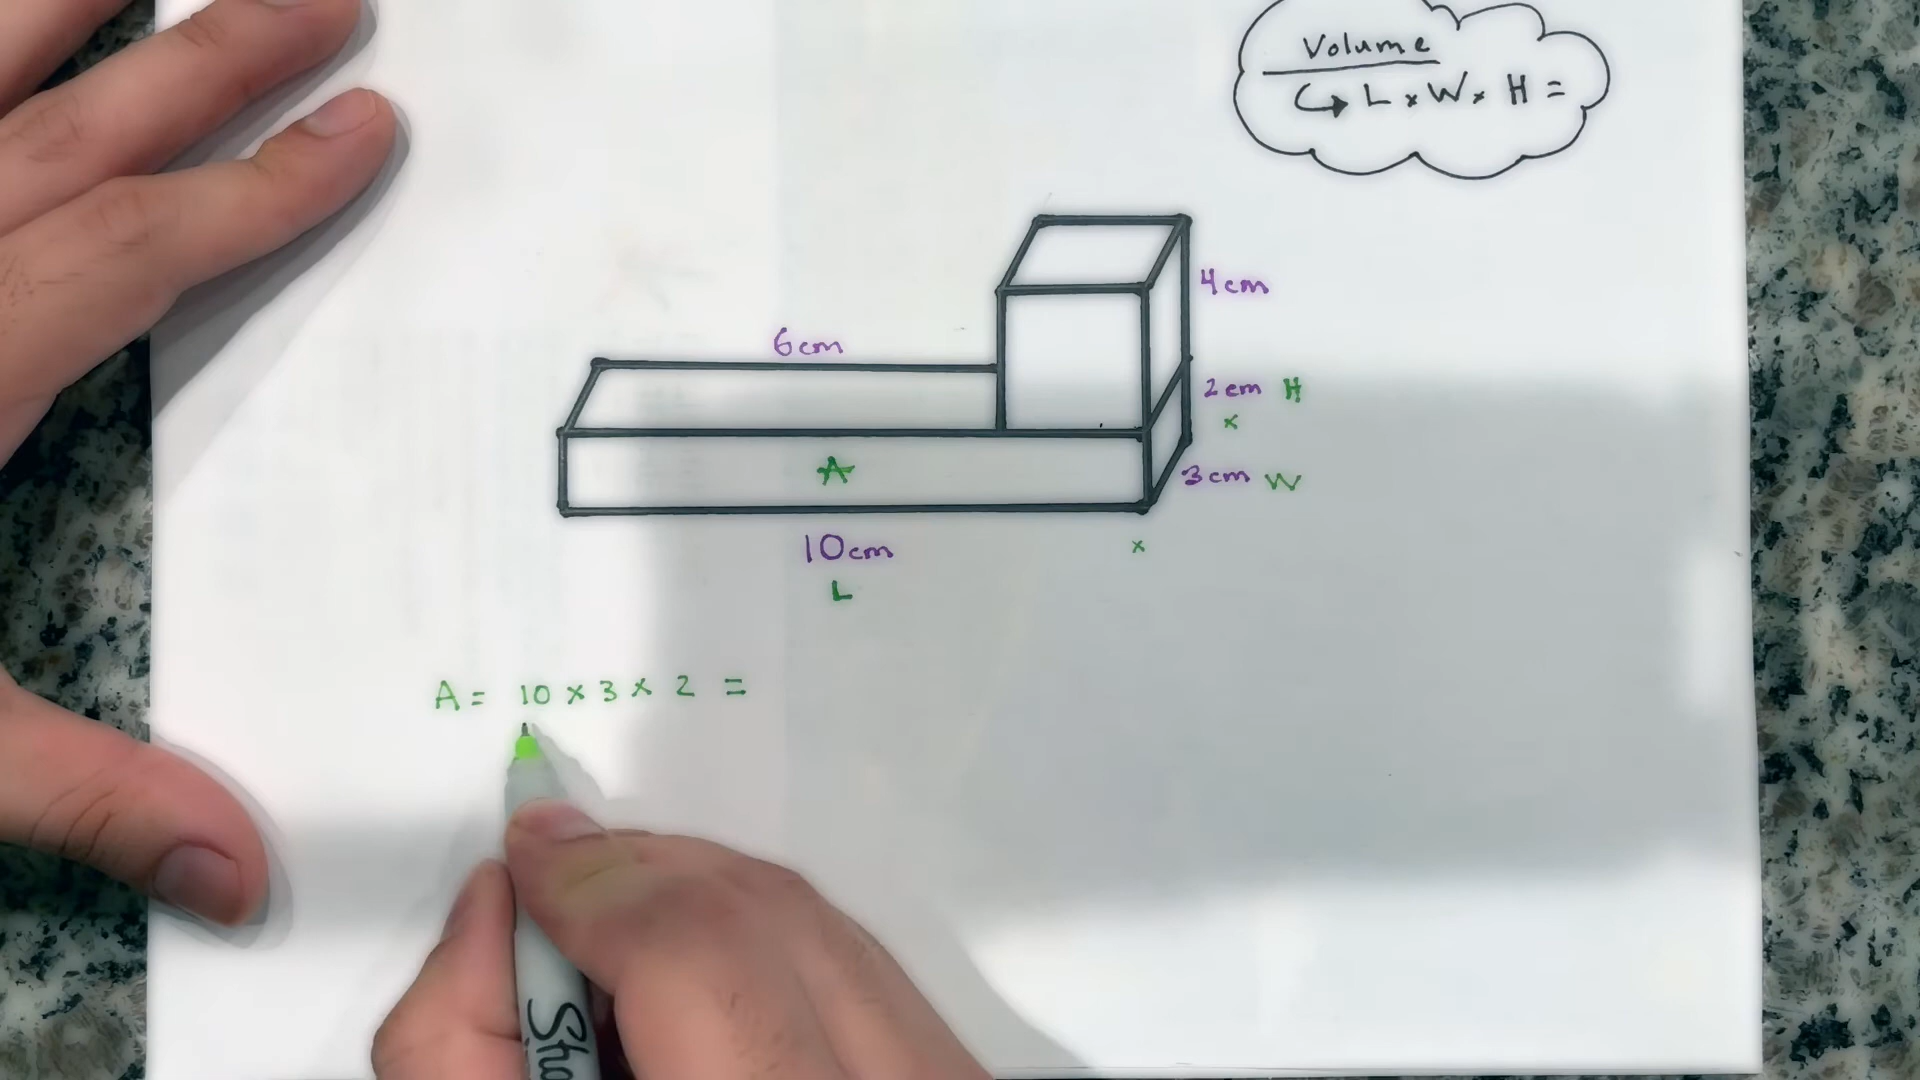 Volume
↪ L x W x H =
4cm
6cm
2cm H
x
A
3cm W
10cm x
L
A = 10 x 3 x 2 =
Sha